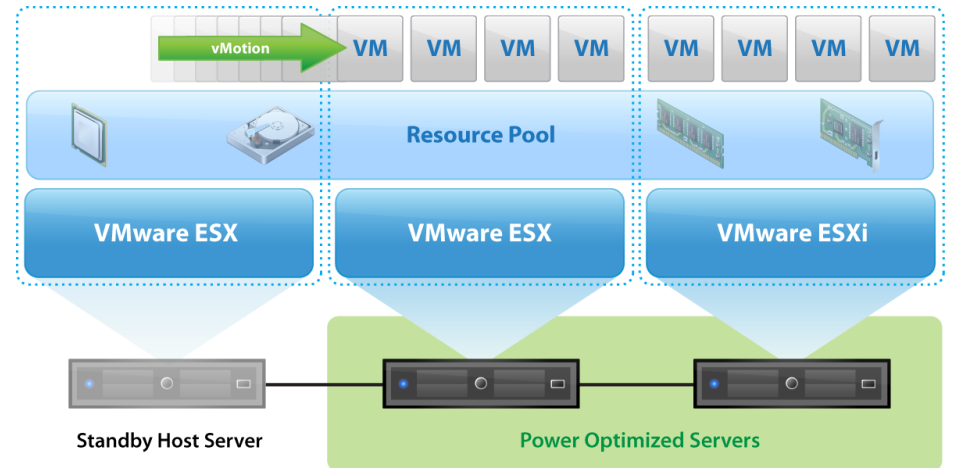 vMotion
VM VM VM VM VM VM VM VM
Resource Pool
VMware ESX
VMware ESX
VMware ESXi
Standby Host Server
Power Optimized Servers